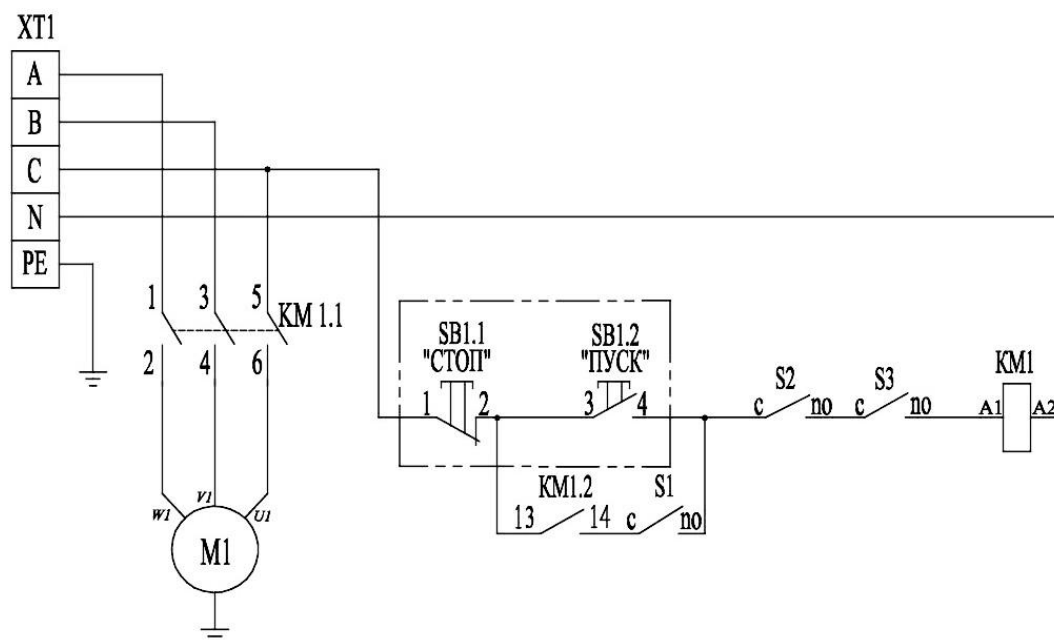 XT1
A
B
C
N
PE
1 3 5
KM 1.1
2 4 6
SB1.1 SB1.2
"СТОП" "ПУСК"
1 2 3 4
S2 S3 KM1
c no c no A1 A2
KM1.2 S1
13 14 c no
W1 V1 U1
M1